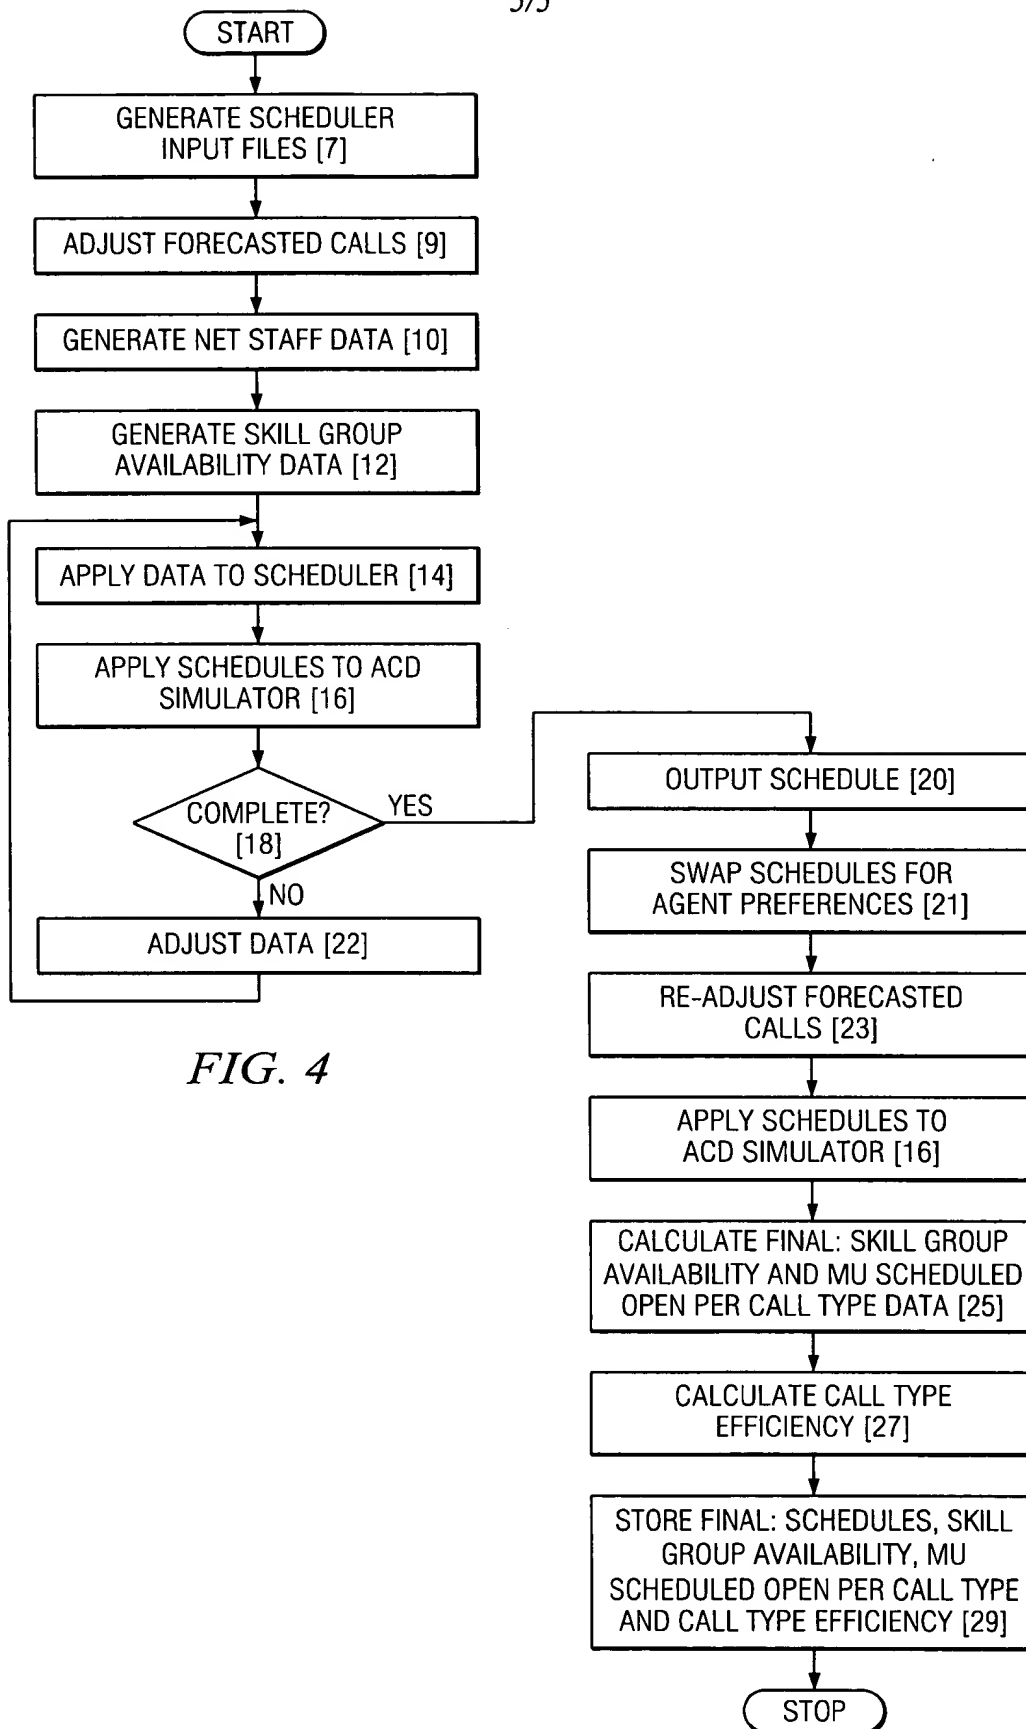 START
GENERATE SCHEDULER
INPUT FILES [7]
ADJUST FORECASTED CALLS [9]
GENERATE NET STAFF DATA [10]
GENERATE SKILL GROUP
AVAILABILITY DATA [12]
APPLY DATA TO SCHEDULER [14]
APPLY SCHEDULES TO ACD
SIMULATOR [16]
COMPLETE?
[18]
YES
NO
ADJUST DATA [22]
FIG. 4
OUTPUT SCHEDULE [20]
SWAP SCHEDULES FOR
AGENT PREFERENCES [21]
RE-ADJUST FORECASTED
CALLS [23]
APPLY SCHEDULES TO
ACD SIMULATOR [16]
CALCULATE FINAL: SKILL GROUP
AVAILABILITY AND MU SCHEDULED
OPEN PER CALL TYPE DATA [25]
CALCULATE CALL TYPE
EFFICIENCY [27]
STORE FINAL: SCHEDULES, SKILL
GROUP AVAILABILITY, MU
SCHEDULED OPEN PER CALL TYPE
AND CALL TYPE EFFICIENCY [29]
STOP